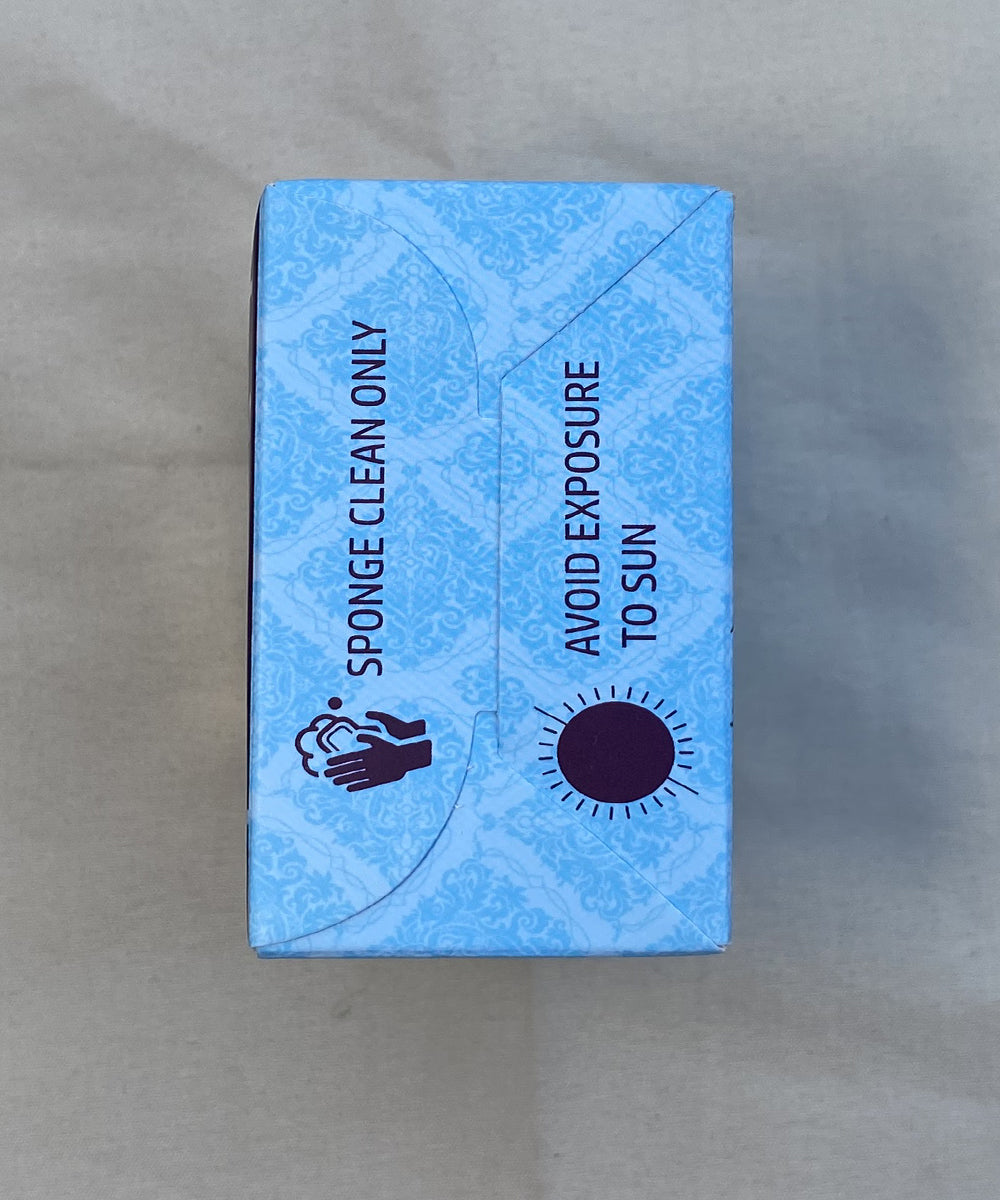 SPONGE CLEAN ONLY
AVOID EXPOSURE
TO SUN